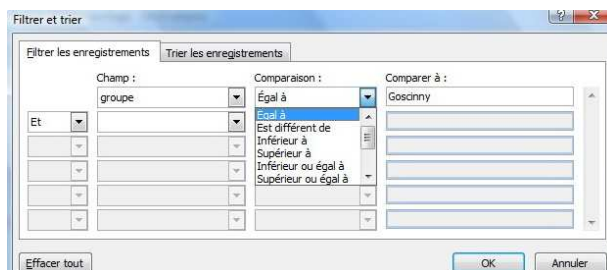 Filtrer et trier
Filtrer les enregistrements Trier les enregistrements
Champ : Comparaison : Comparer à :
groupe Égal à Goscinny
Et Egal à
Est différent de
Inférieur à
Supérieur à
Inférieur ou égal à
Supérieur ou égal à
Effacer tout OK Annuler